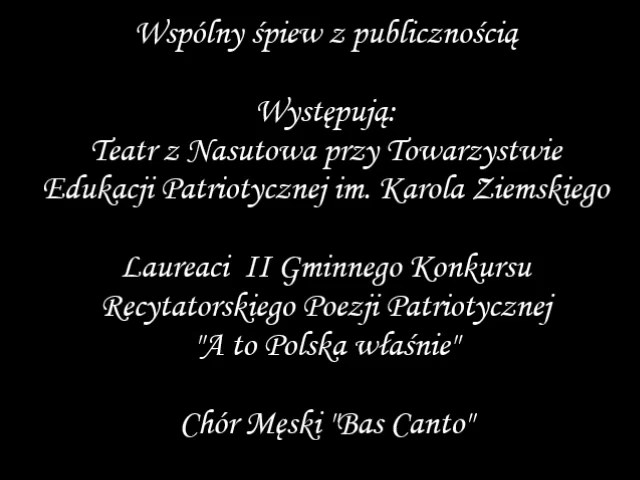 Wspólny śpiew z publicznością
Występują:
Teatr z Nasutowa przy Towarzystwie
Edukacji Patriotycznej im. Karola Ziemskiego
Laureaci II Gminnego Konkursu
Recytatorskiego Poezji Patriotycznej
"A to Polska właśnie"
Chór Męski "Bas Canto"